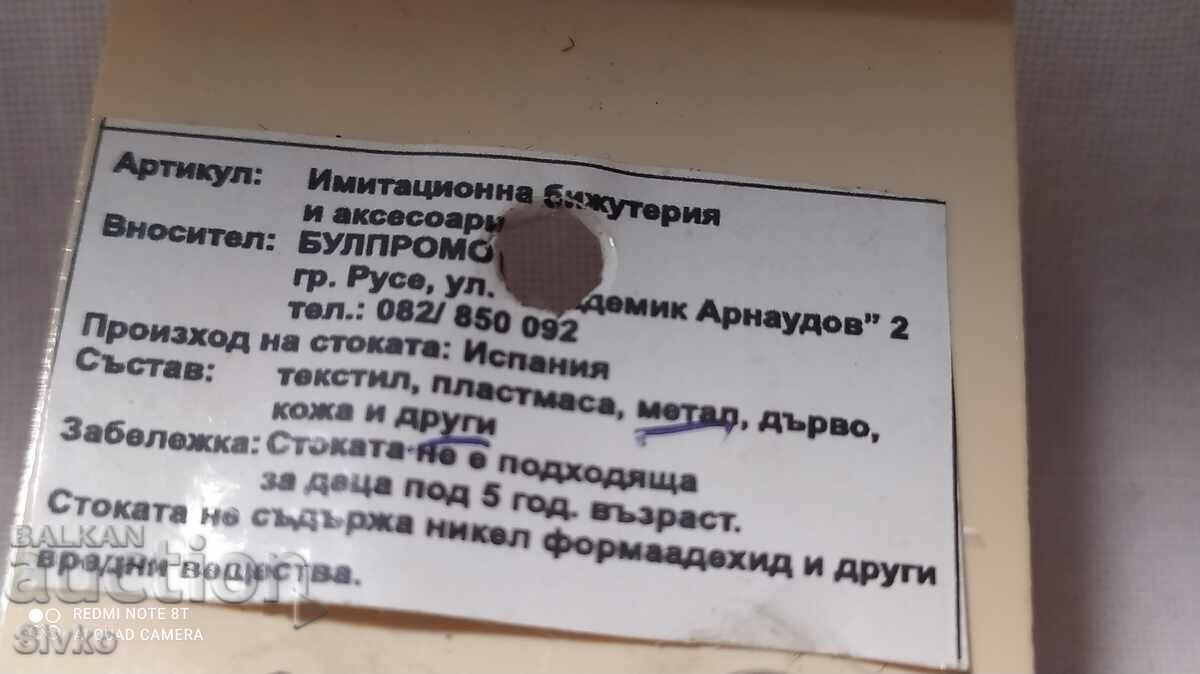 Артикул: Имитационна бижутерия
и аксесоари
Вносител: БУЛПРОМО
гр. Русе, ул. демик Арнаудов” 2
тел.: 082/ 850 092
Произход на стоката: Испания
Състав: текстил, пластмаса, метал, дърво,
кожа и други
Забележка: Стоката не е подходяща
за деца под 5 год. възраст.
Стоката не съдържа никел формаадехид и други
вредни вещества.
BALKAN
auction
REDMI NOTE 8T
AI QUAD CAMERA
Sivko